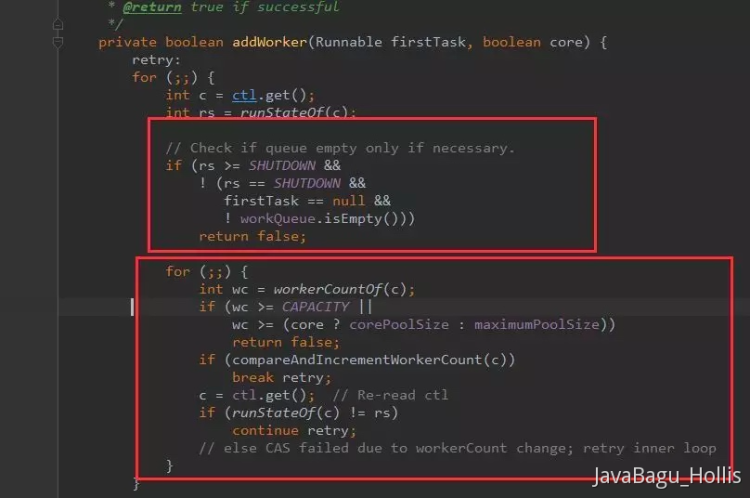 * @return true if successful
*/
private boolean addWorker(Runnable firstTask, boolean core) {
retry:
for (;;) {
int c = ctl.get();
int rs = runStateOf(c);
// Check if queue empty only if necessary.
if (rs >= SHUTDOWN &&
! (rs == SHUTDOWN &&
firstTask == null &&
! workQueue.isEmpty()))
return false;
for (;;) {
int wc = workerCountOf(c);
if (wc >= CAPACITY ||
wc >= (core ? corePoolSize : maximumPoolSize))
return false;
if (compareAndIncrementWorkerCount(c))
break retry;
c = ctl.get(); // Re-read ctl
if (runStateOf(c) != rs)
continue retry;
// else CAS failed due to workerCount change; retry inner loop
}
}
JavaBagu_Hollis